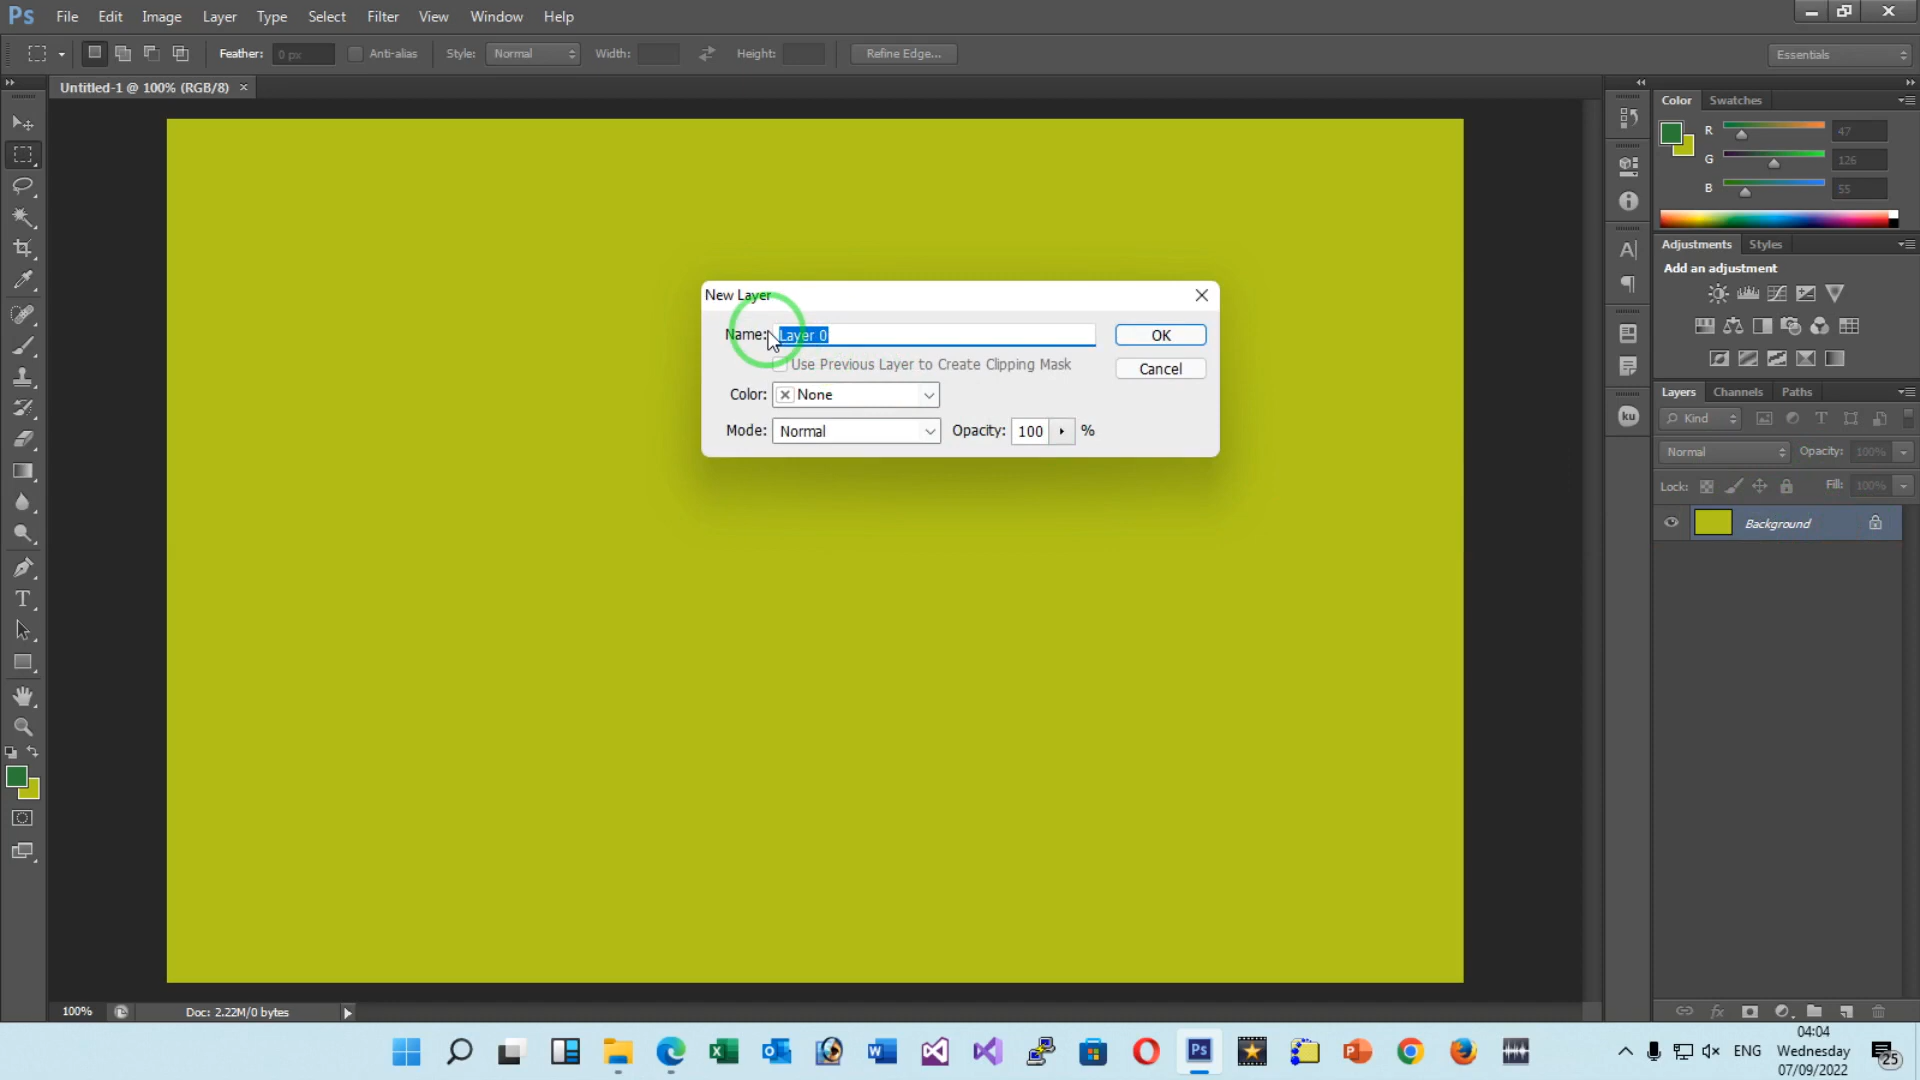 Ps File Edit Image Layer Type Select Filter View Window Help
Feather: 0 px Anti-alias Style: Normal Width: Height: Refine Edge... Essentials
Untitled-1 @ 100% (RGB/8) ×
Color Swatches
R 47
G 126
B 55
Adjustments Styles
Add an adjustment
New Layer
Name: Layer 0 OK
Use Previous Layer to Create Clipping Mask Cancel
Color: None
Mode: Normal Opacity: 100 %
Layers Channels Paths
Kind
Normal Opacity: 100%
Lock: Fill: 100%
Background
ku
fx
100% Doc: 2.22M/0 bytes
04:04
ENG Wednesday 25
07/09/2022